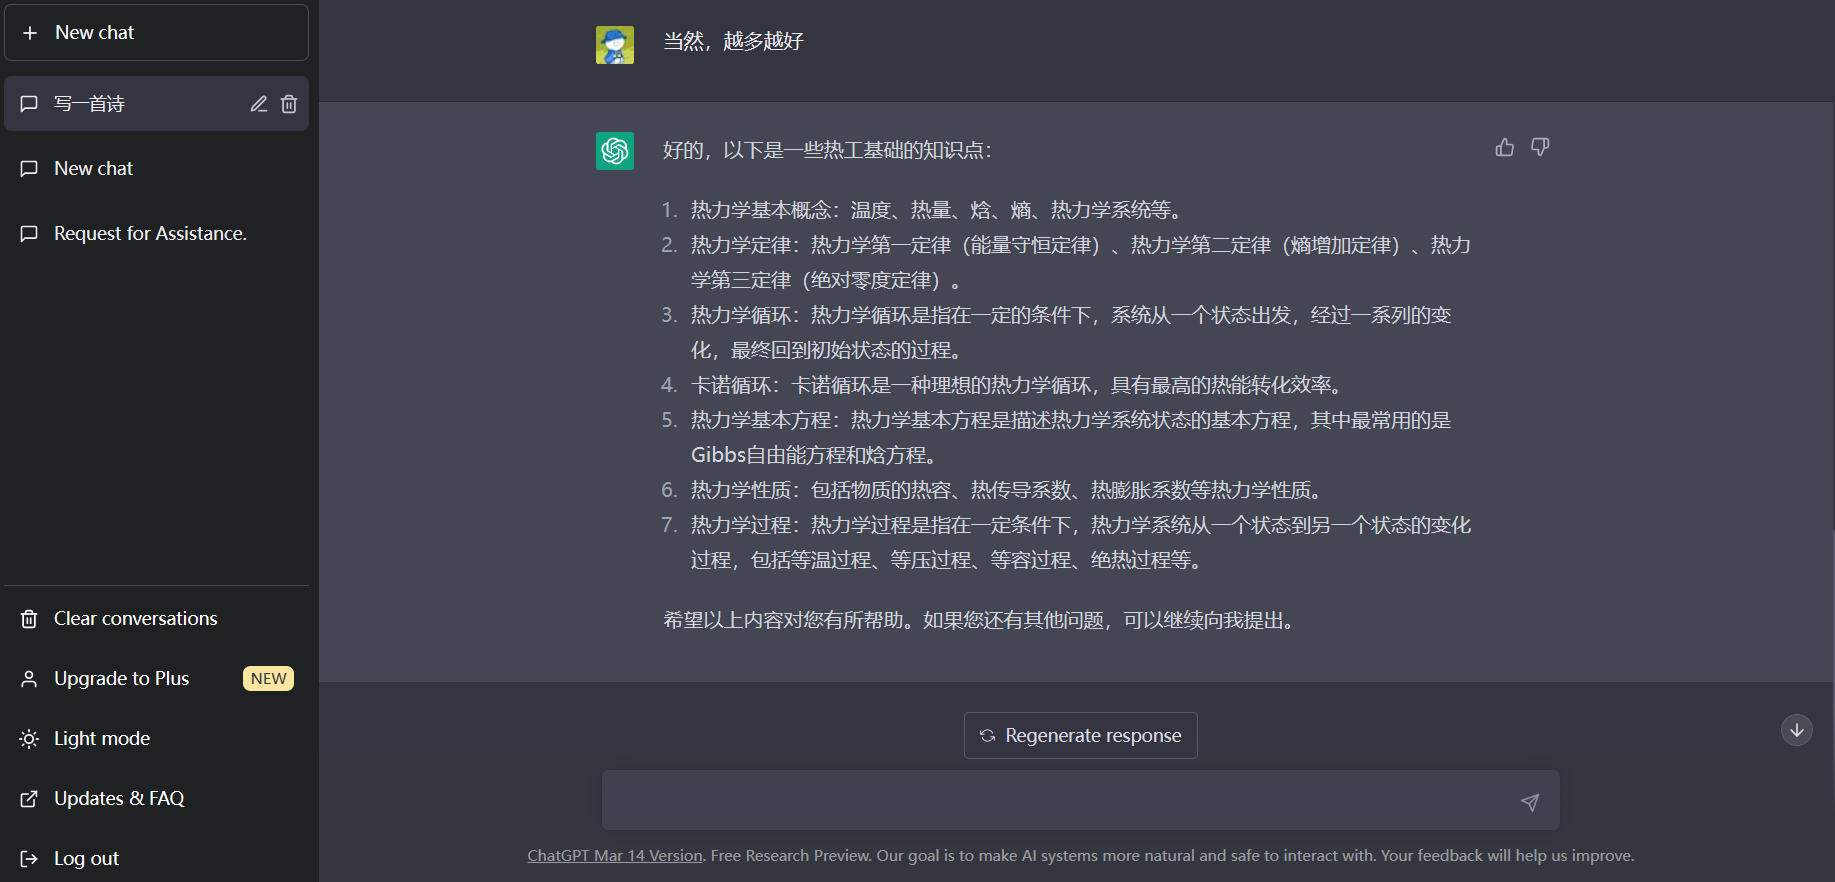 New chat
写一首诗
New chat
Request for Assistance.
Clear conversations
Upgrade to Plus
NEW
Light mode
Updates & FAQ
Log out
当然，越多越好
好的，以下是一些热工基础的知识点：
1. 热力学基本概念：温度、热量、焓、熵、热力学系统等。
2. 热力学定律：热力学第一定律（能量守恒定律）、热力学第二定律（熵增加定律）、热力
学第三定律（绝对零度定律）。
3. 热力学循环：热力学循环是指在一定的条件下，系统从一个状态出发，经过一系列的变
化，最终回到初始状态的过程。
4. 卡诺循环：卡诺循环是一种理想的热力学循环，具有最高的热能转化效率。
5. 热力学基本方程：热力学基本方程是描述热力学系统状态的基本方程，其中最常用的是
Gibbs自由能方程和焓方程。
6. 热力学性质：包括物质的热容、热传导系数、热膨胀系数等热力学性质。
7. 热力学过程：热力学过程是指在一定条件下，热力学系统从一个状态到另一个状态的变化
过程，包括等温过程、等压过程、等容过程、绝热过程等。
希望以上内容对您有所帮助。如果您还有其他问题，可以继续向我提出。
Regenerate response
ChatGPT Mar 14 Version. Free Research Preview. Our goal is to make AI systems more natural and safe to interact with. Your feedback will help us improve.